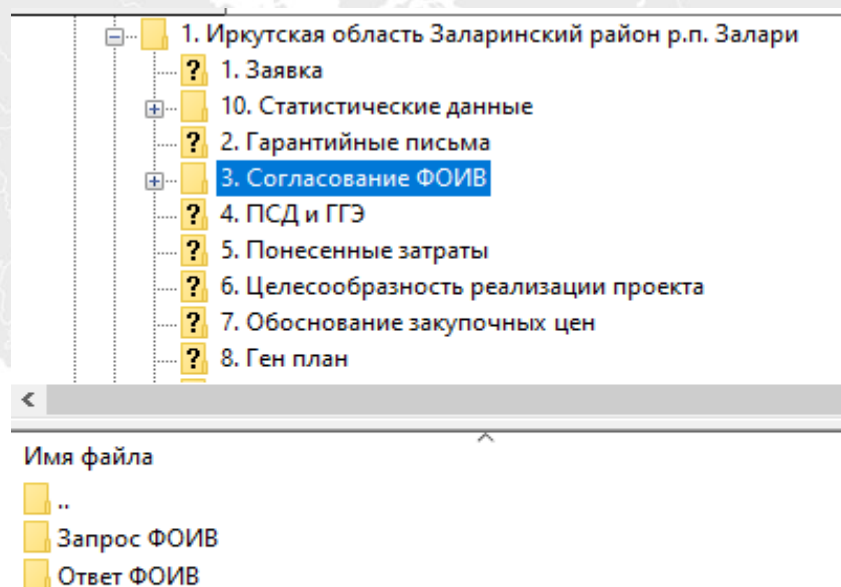 1. Иркутская область Заларинский район р.п. Залари
1. Заявка
10. Статистические данные
2. Гарантийные письма
3. Согласование ФОИВ
4. ПСД и ГГЭ
5. Понесенные затраты
6. Целесообразность реализации проекта
7. Обоснование закупочных цен
8. Ген план
Имя файла
..
Запрос ФОИВ
Ответ ФОИВ